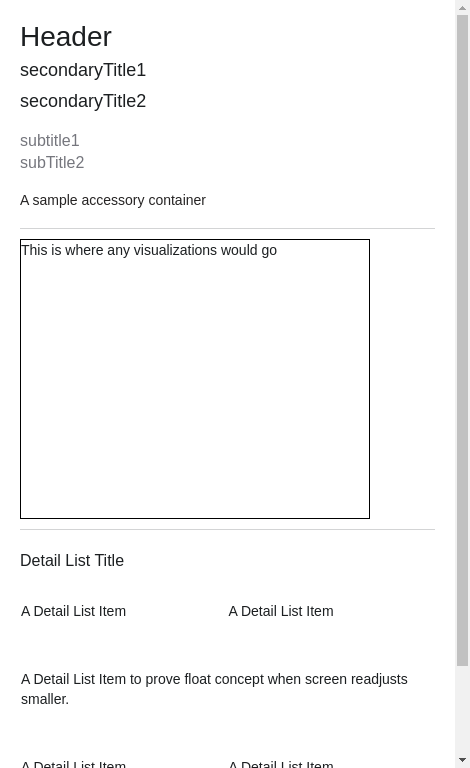 Header
secondaryTitle1
secondaryTitle2
subtitle1
subTitle2
A sample accessory container
This is where any visualizations would go
Detail List Title
A Detail List Item A Detail List Item
A Detail List Item to prove float concept when screen readjusts
smaller.
A Detail List Item A Detail List Item